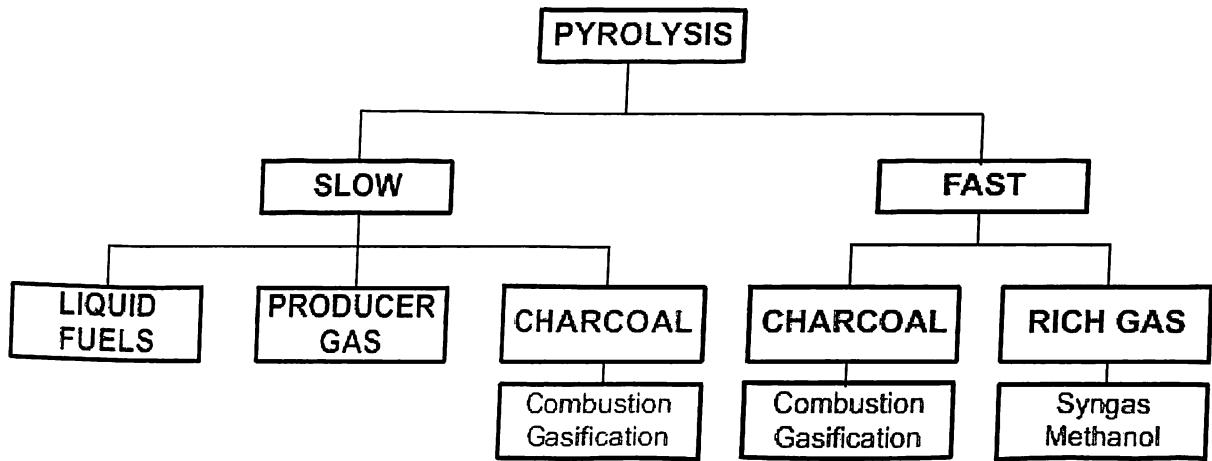 PYROLYSIS
SLOW
FAST
LIQUID
FUELS
PRODUCER
GAS
CHARCOAL
CHARCOAL
RICH GAS
Combustion
Gasification
Combustion
Gasification
Syngas
Methanol